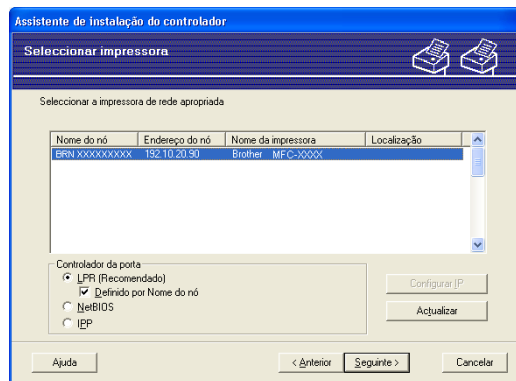 Assistente de instalação do controlador
Seleccionar impressora
Seleccionar a impressora de rede apropriada
Nome do nó Endereço do nó Nome da impressora Localização
BRN XXXXXXXXX 192.10.20.90 Brother MFC-XXXX
Controlador da porta
LPR (Recomendado)
Definido por Nome do nó
NetBIOS
IPP
Configurar IP
Actualizar
Ajuda < Anterior Seguinte > Cancelar